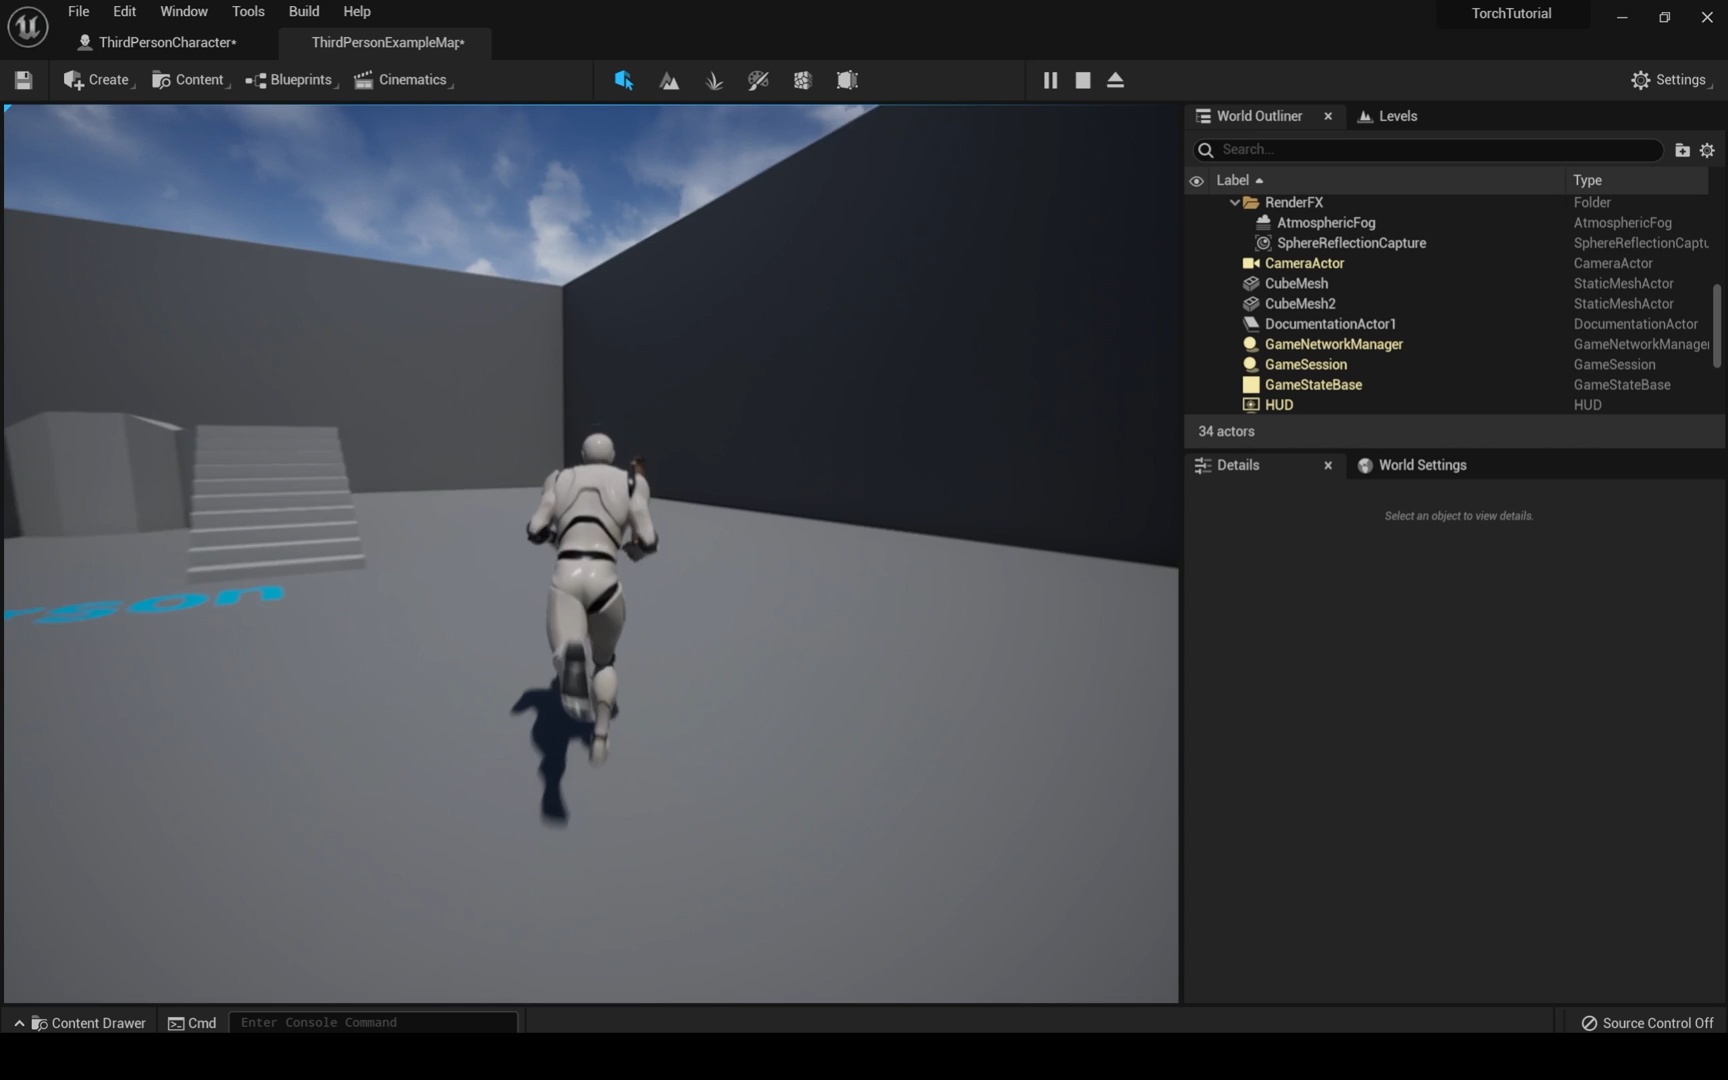 File Edit Window Tools Build Help
TorchTutorial
ThirdPersonCharacter*
ThirdPersonExampleMap*
Create
Content
Blueprints
Cinematics
Settings
World Outliner
Levels
Search...
Label
Type
RenderFX Folder
AtmosphericFog AtmosphericFog
SphereReflectionCapture SphereReflectionCaptu
CameraActor CameraActor
CubeMesh StaticMeshActor
CubeMesh2 StaticMeshActor
DocumentationActor1 DocumentationActor
GameNetworkManager GameNetworkManager
GameSession GameSession
GameStateBase GameStateBase
HUD HUD
34 actors
Details
World Settings
Select an object to view details.
rson
Content Drawer
Cmd
Enter Console Command
Source Control Off